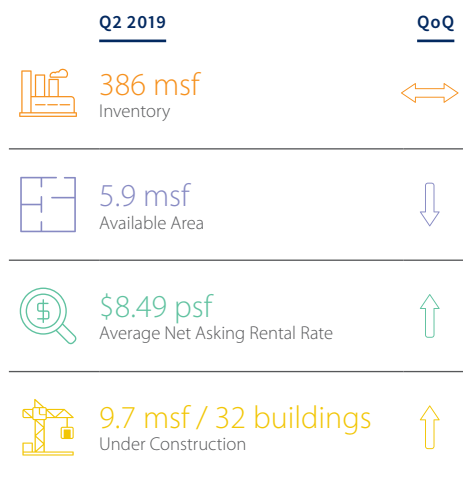 Q2 2019 QoQ
386 msf
Inventory
5.9 msf
Available Area
$
$8.49 psf
Average Net Asking Rental Rate
9.7 msf / 32 buildings
Under Construction